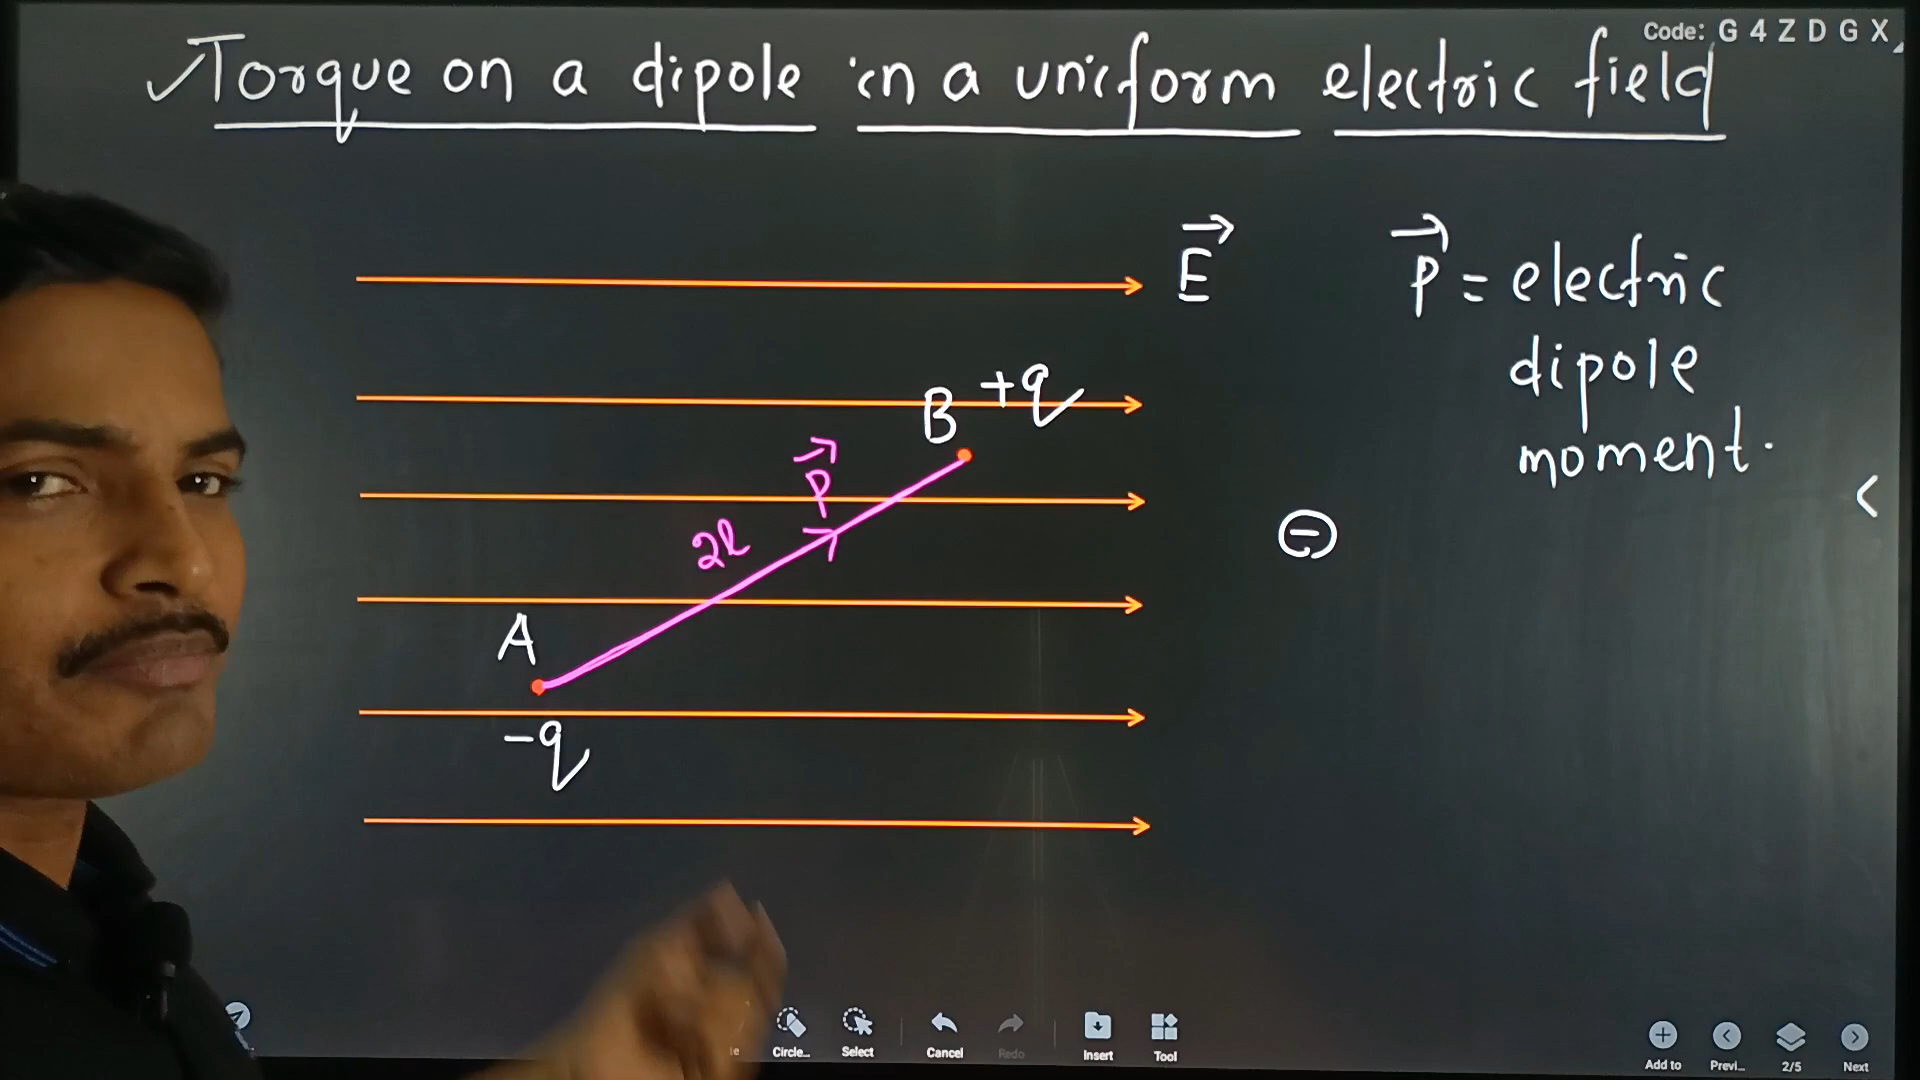 Code: G 4 Z D G X
✓Torque on a dipole in a uniform electric field
E
P = electric
dipole
moment.
B +q
P
2l
A
-q
Circle...
Select
Cancel
Redo
Insert
Tool
Add to
Previ...
2/5
Next